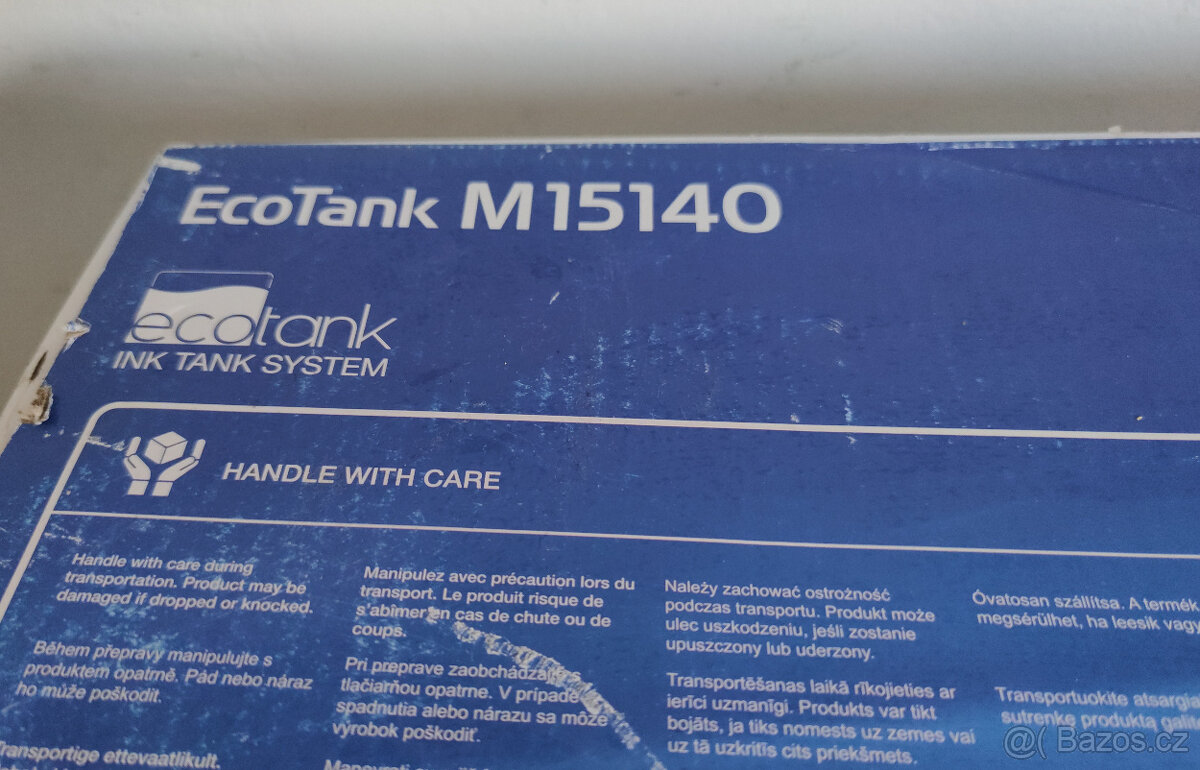 EcoTank M15140
ecotank
INK TANK SYSTEM
HANDLE WITH CARE
Handle with care during
transportation. Product may be
damaged if dropped or knocked.
Během přepravy manipulujte s
produktem opatrně. Pád nebo náraz
ho může poškodit.
Transportige ettevaatlikult.
Manipulez avec précaution lors du
transport. Le produit risque de
s'abîmer en cas de chute ou de
coups.
Pri preprave zaobchádzajte s
tlačiarňou opatrne. V prípade
spadnutia alebo nárazu sa môže
výrobok poškodiť.
Należy zachować ostrożność
podczas transportu. Produkt może
ulec uszkodzeniu, jeśli zostanie
upuszczony lub uderzony.
Transportēšanas laikā rīkojieties ar
ierīci uzmanīgi. Produkts var tikt
bojāts, ja tiks nomests uz zemes vai
uz tā uzkritīs cits priekšmets.
Óvatosan szállítsa. A termék
megsérülhet, ha leesik vagy
Transportuokite atsargiai
sutrenkę produktą
@( Bazos.cz